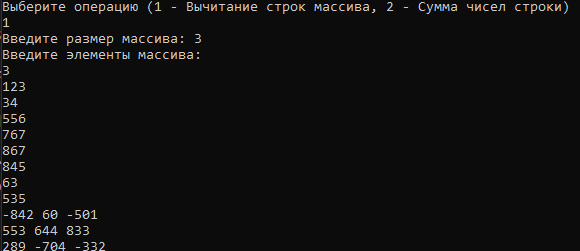 Выберите операцию (1 - Вычитание строк массива, 2 - Сумма чисел строки)
1
Введите размер массива: 3
Введите элементы массива:
3
123
34
556
767
867
845
63
535
-842 60 -501
553 644 833
289 -704 -332